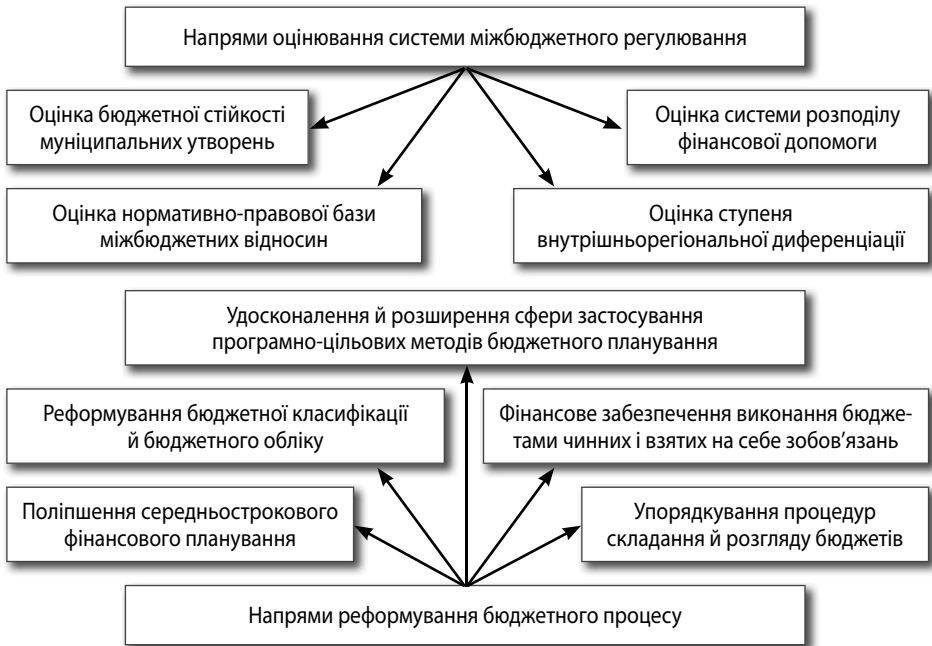 Напрями оцінювання системи міжбюджетного регулювання
Оцінка бюджетної стійкості
муніципальних утворень
Оцінка системи розподілу
фінансової допомоги
Оцінка нормативно-правової бази
міжбюджетних відносин
Оцінка ступеня
внутрішньорегіональної диференціації
Удосконалення й розширення сфери застосування
програмно-цільових методів бюджетного планування
Реформування бюджетної класифікації
й бюджетного обліку
Фінансове забезпечення виконання бюдже-
тами чинних і взятих на себе зобов’язань
Поліпшення середньострокового
фінансового планування
Упорядкування процедур
складання й розгляду бюджетів
Напрями реформування бюджетного процесу